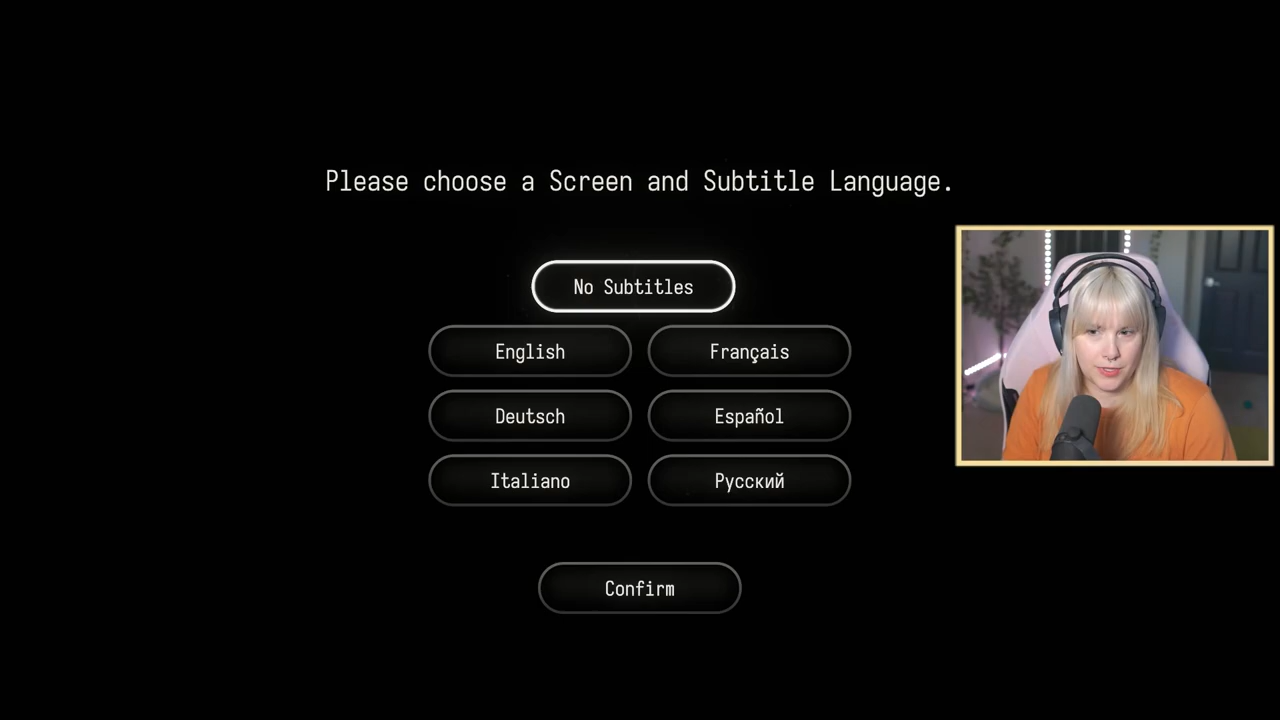 Please choose a Screen and Subtitle Language.
No Subtitles
English
Français
Deutsch
Español
Italiano
Русский
Confirm